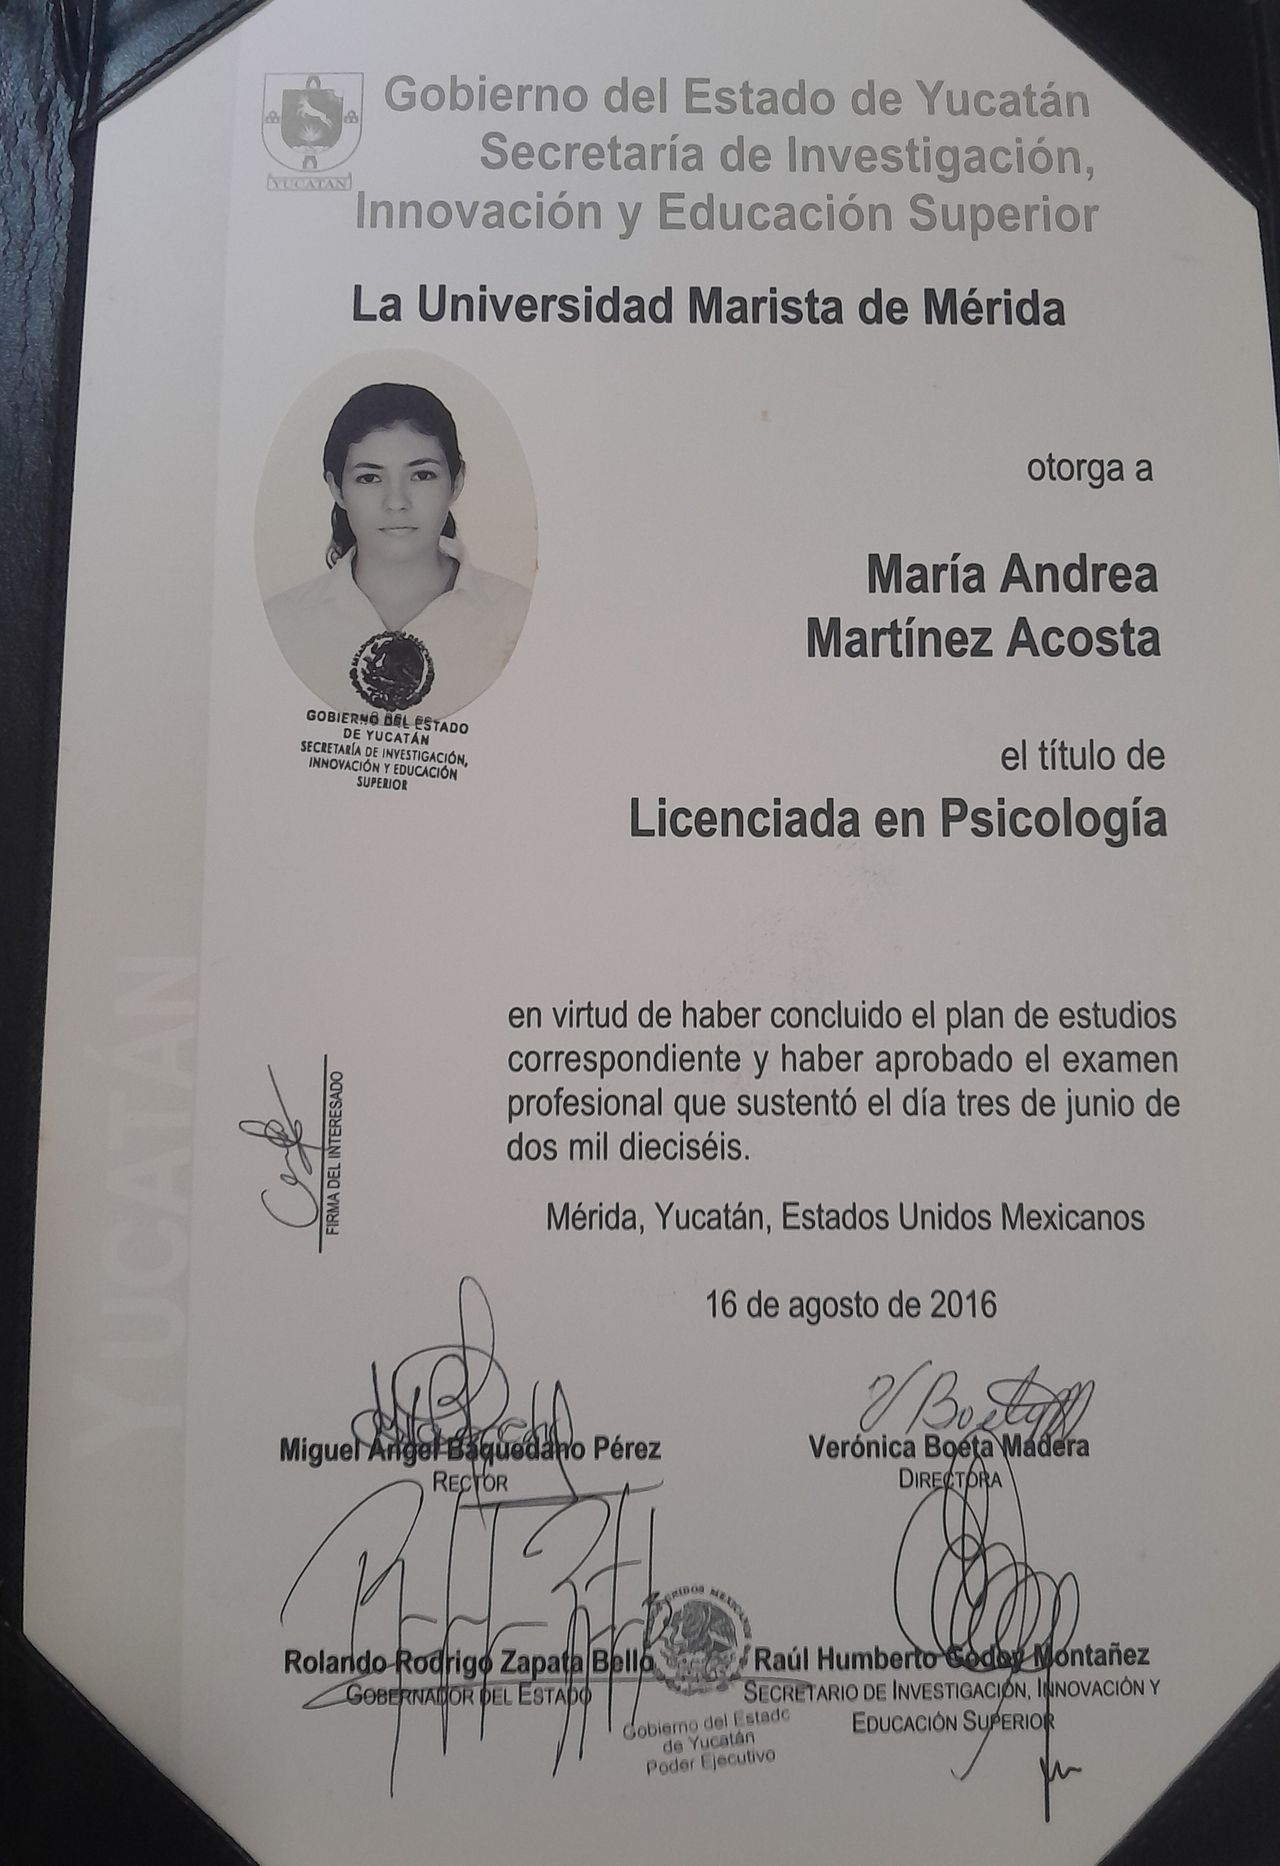 Gobierno del Estado de Yucatán
Secretaría de Investigación,
Innovación y Educación Superior
YUCATAN
La Universidad Marista de Mérida
otorga a
María Andrea
Martínez Acosta
GOBIERNO DEL ESTADO
DE YUCATÁN
SECRETARÍA DE INVESTIGACIÓN,
INNOVACIÓN Y EDUCACIÓN
SUPERIOR
el título de
Licenciada en Psicología
en virtud de haber concluido el plan de estudios
correspondiente y haber aprobado el examen
profesional que sustentó el día tres de junio de
dos mil dieciséis.
YUCATÁN
FIRMA DEL INTERESADO
Mérida, Yucatán, Estados Unidos Mexicanos
16 de agosto de 2016
V Boeta M
Miguel Ángel Baquedano Pérez
RECTOR
Verónica Boeta Madera
DIRECTORA
UNIDOS MEXICANOS
Rolando Rodrigo Zapata Bello
GOBERNADOR DEL ESTADO
Raúl Humberto Godoy Montañez
SECRETARIO DE INVESTIGACIÓN, INNOVACIÓN Y
EDUCACIÓN SUPERIOR
Gobierno del Estado
de Yucatán
Poder Ejecutivo